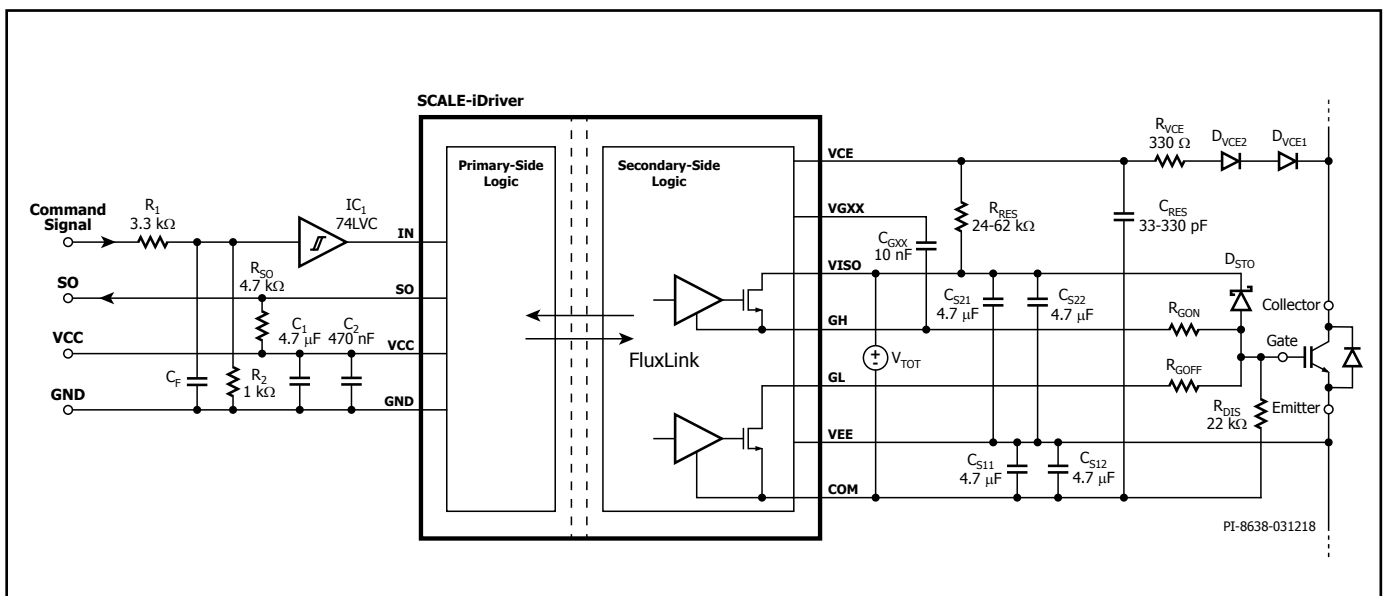 SCALE-iDriver
Primary-Side
Logic
Secondary-Side
Logic
FluxLink
Command
Signal
R1
3.3 kΩ
IC1
74LVC
IN
SO
RSO
4.7 kΩ
SO
VCC
C1
4.7 μF
C2
470 nF
VCC
CF
R2
1 kΩ
GND
GND
VCE
VGXX
CGXX
10 nF
VISO
GH
GL
VEE
COM
RRES
24-62 kΩ
CS21
4.7 μF
CS22
4.7 μF
VTOT
CS11
4.7 μF
CS12
4.7 μF
RVCE
330 Ω
DVCE2
DVCE1
CRES
33-330 pF
DSTO
Collector
RGON
Gate
RGOFF
RDIS
22 kΩ
Emitter
PI-8638-031218